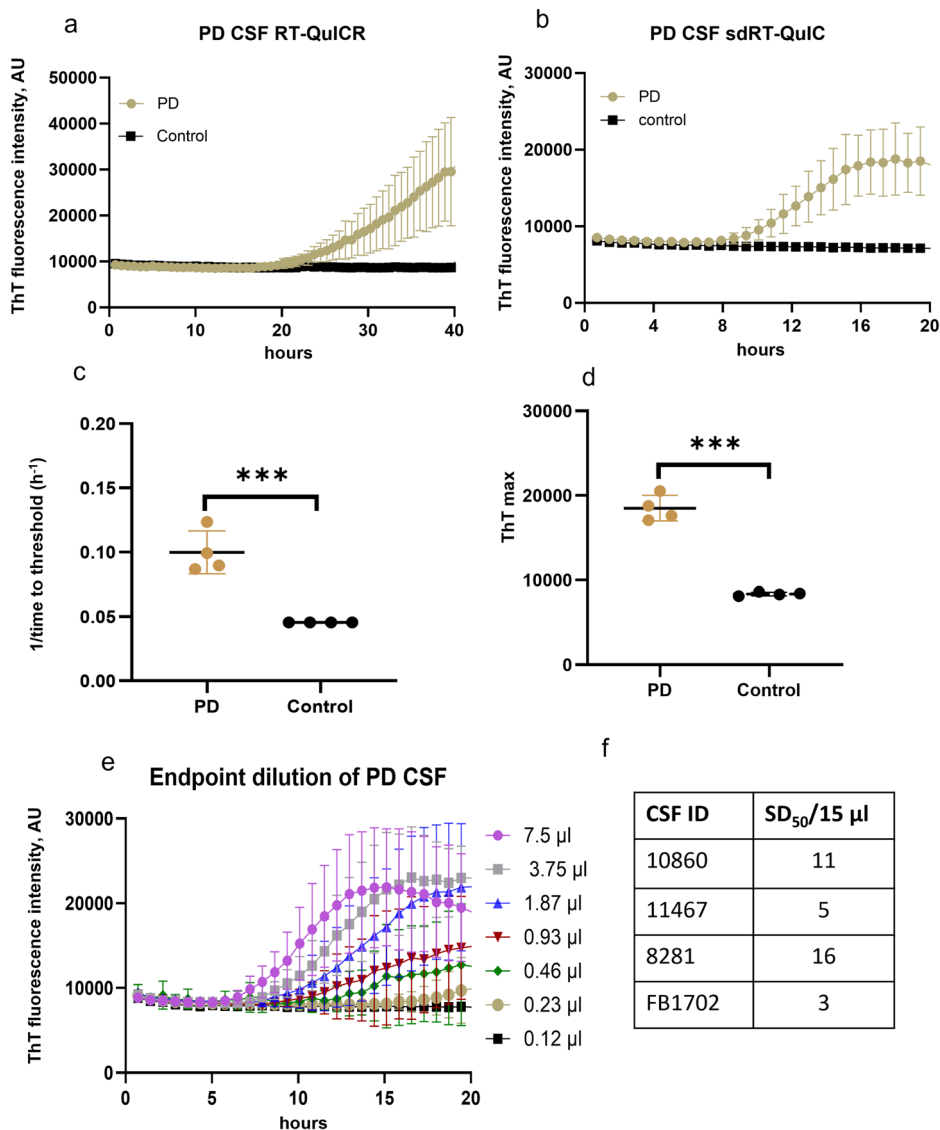 a
PD CSF RT-QuICR
ThT fluorescence intensity, AU
50000
40000
30000
20000
10000
0
PD
Control
0 10 20 30 40
hours
b
PD CSF sdRT-QuIC
ThT fluorescence intensity, AU
30000
20000
10000
0
PD
control
0 4 8 12 16 20
hours
c
1/time to threshold (h-1)
0.20
0.15
0.10
0.05
0.00
***
PD Control
d
ThT max
30000
20000
10000
0
***
PD Control
e
Endpoint dilution of PD CSF
ThT fluorescence intensity, AU
30000
20000
10000
0
0 5 10 15 20
hours
7.5 µl
3.75 µl
1.87 µl
0.93 µl
0.46 µl
0.23 µl
0.12 µl
f
CSF ID SD50/15 µl
10860 11
11467 5
8281 16
FB1702 3